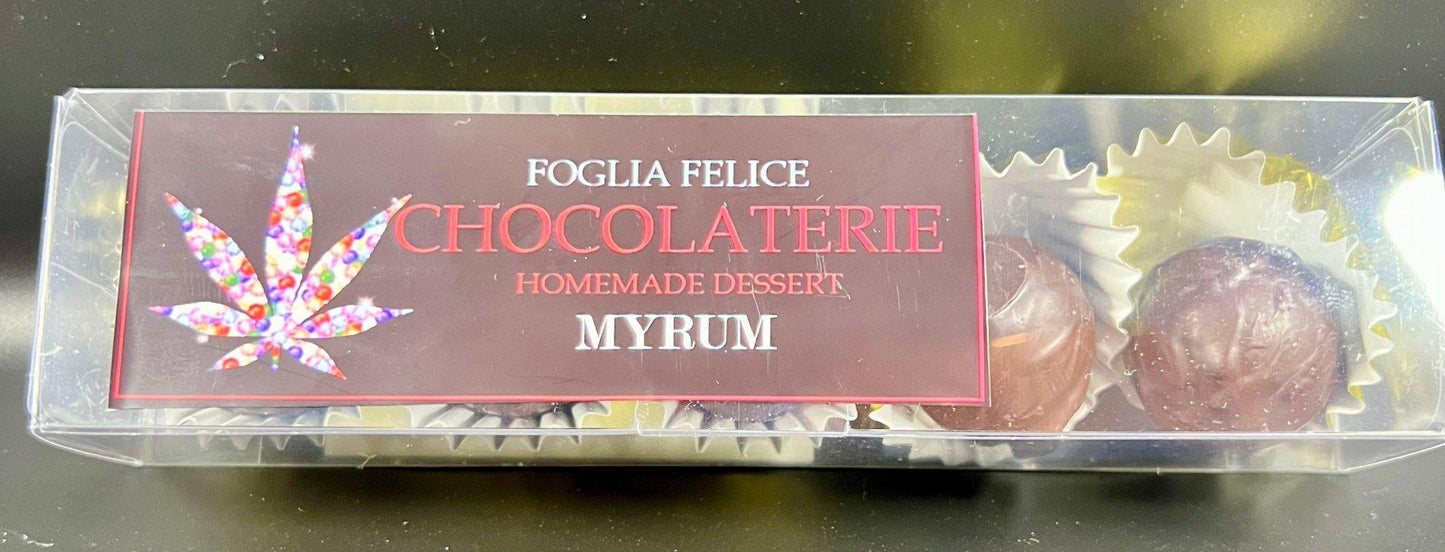 FOGLIA FELICE
CHOCOLATERIE
HOMEMADE DESSERT
MYRUM